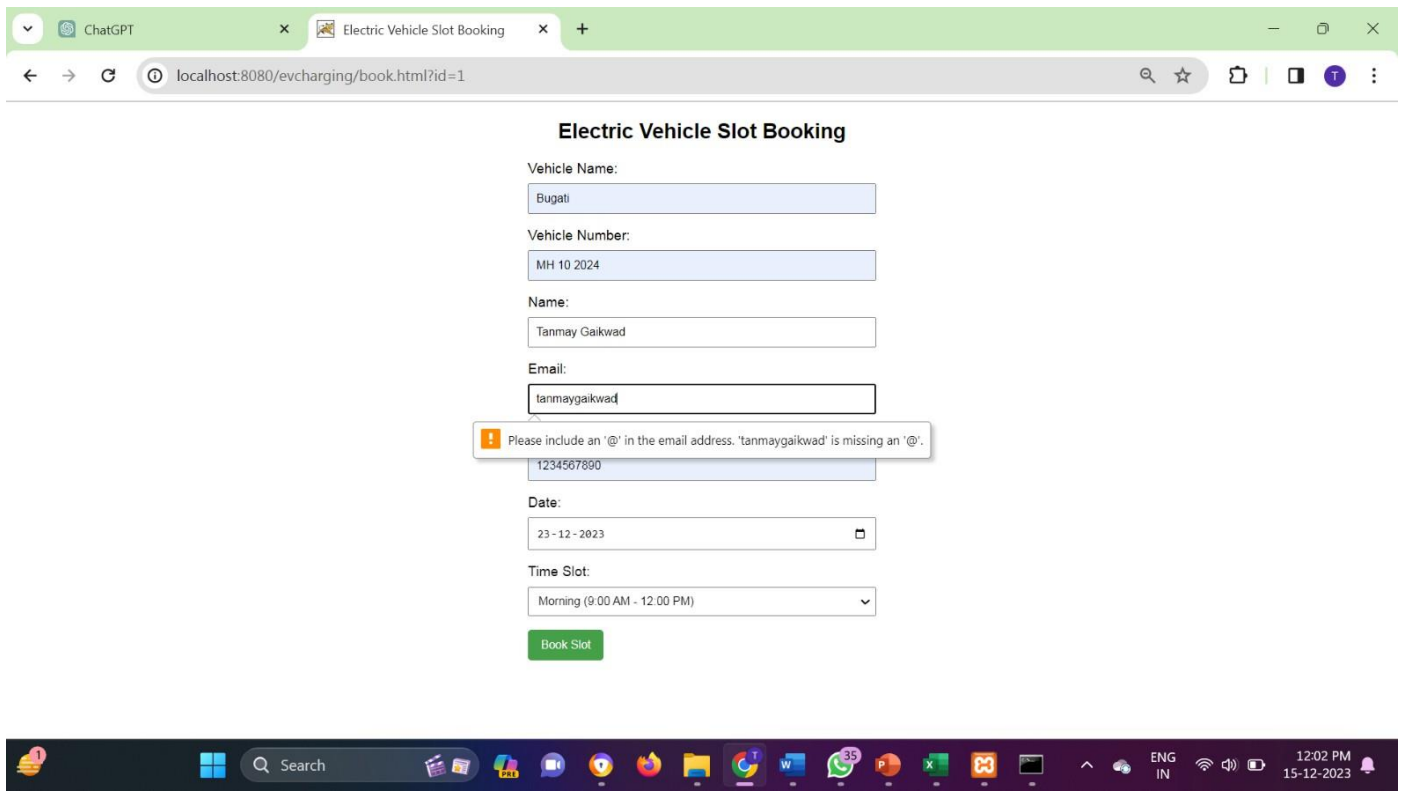 ChatGPT
Electric Vehicle Slot Booking
localhost:8080/evcharging/book.html?id=1
T
Electric Vehicle Slot Booking
Vehicle Name:
Bugati
Vehicle Number:
MH 10 2024
Name:
Tanmay Gaikwad
Email:
tanmaygaikwad
Please include an '@' in the email address. 'tanmaygaikwad' is missing an '@'.
1234567890
Date:
23-12-2023
Time Slot:
Morning (9:00 AM - 12:00 PM)
Book Slot
1
Search
PRE
T
W
35
P
X
ENG
IN
12:02 PM
15-12-2023